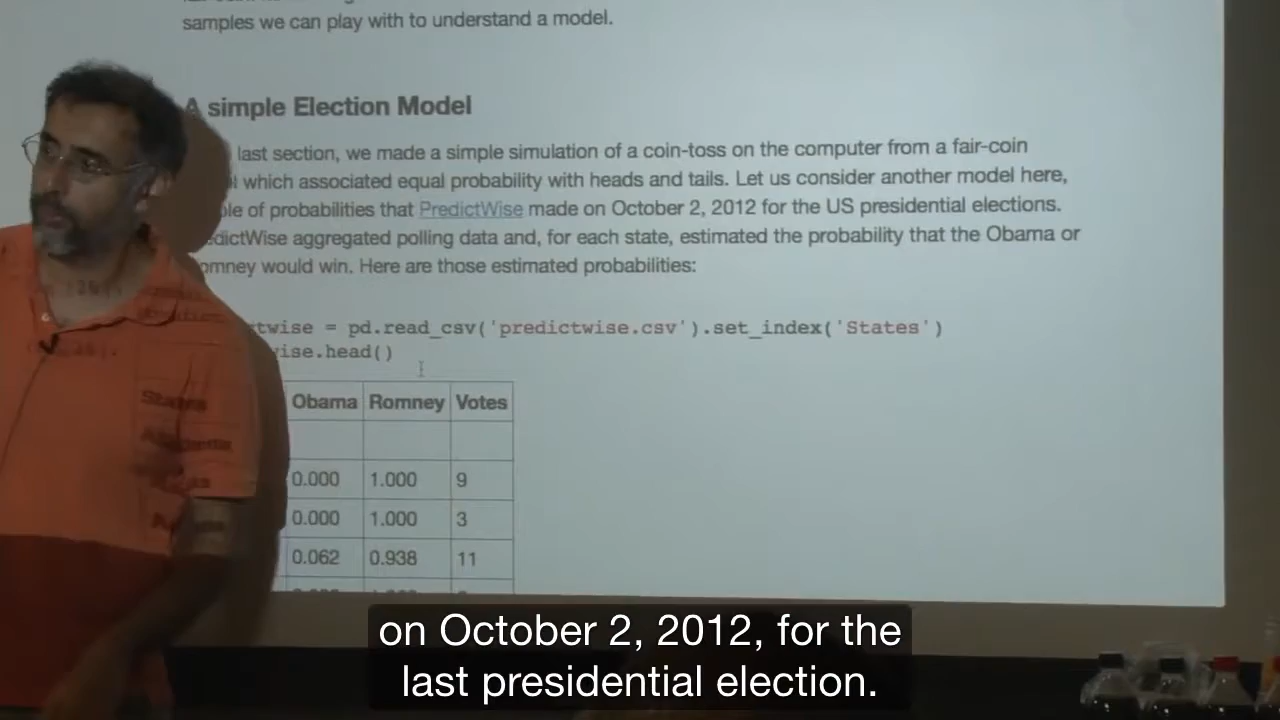 samples we can play with to understand a model.
A simple Election Model
last section, we made a simple simulation of a coin-toss on the computer from a fair-coin
which associated equal probability with heads and tails. Let us consider another model here,
of probabilities that PredictWise made on October 2, 2012 for the US presidential elections.
dictWise aggregated polling data and, for each state, estimated the probability that the Obama or
omney would win. Here are those estimated probabilities:
twise = pd.read_csv('predictwise.csv').set_index('States')
ise.head()
Obama Romney Votes
States
0.000 1.000 9
0.000 1.000 3
0.062 0.938 11
on October 2, 2012, for the
last presidential election.